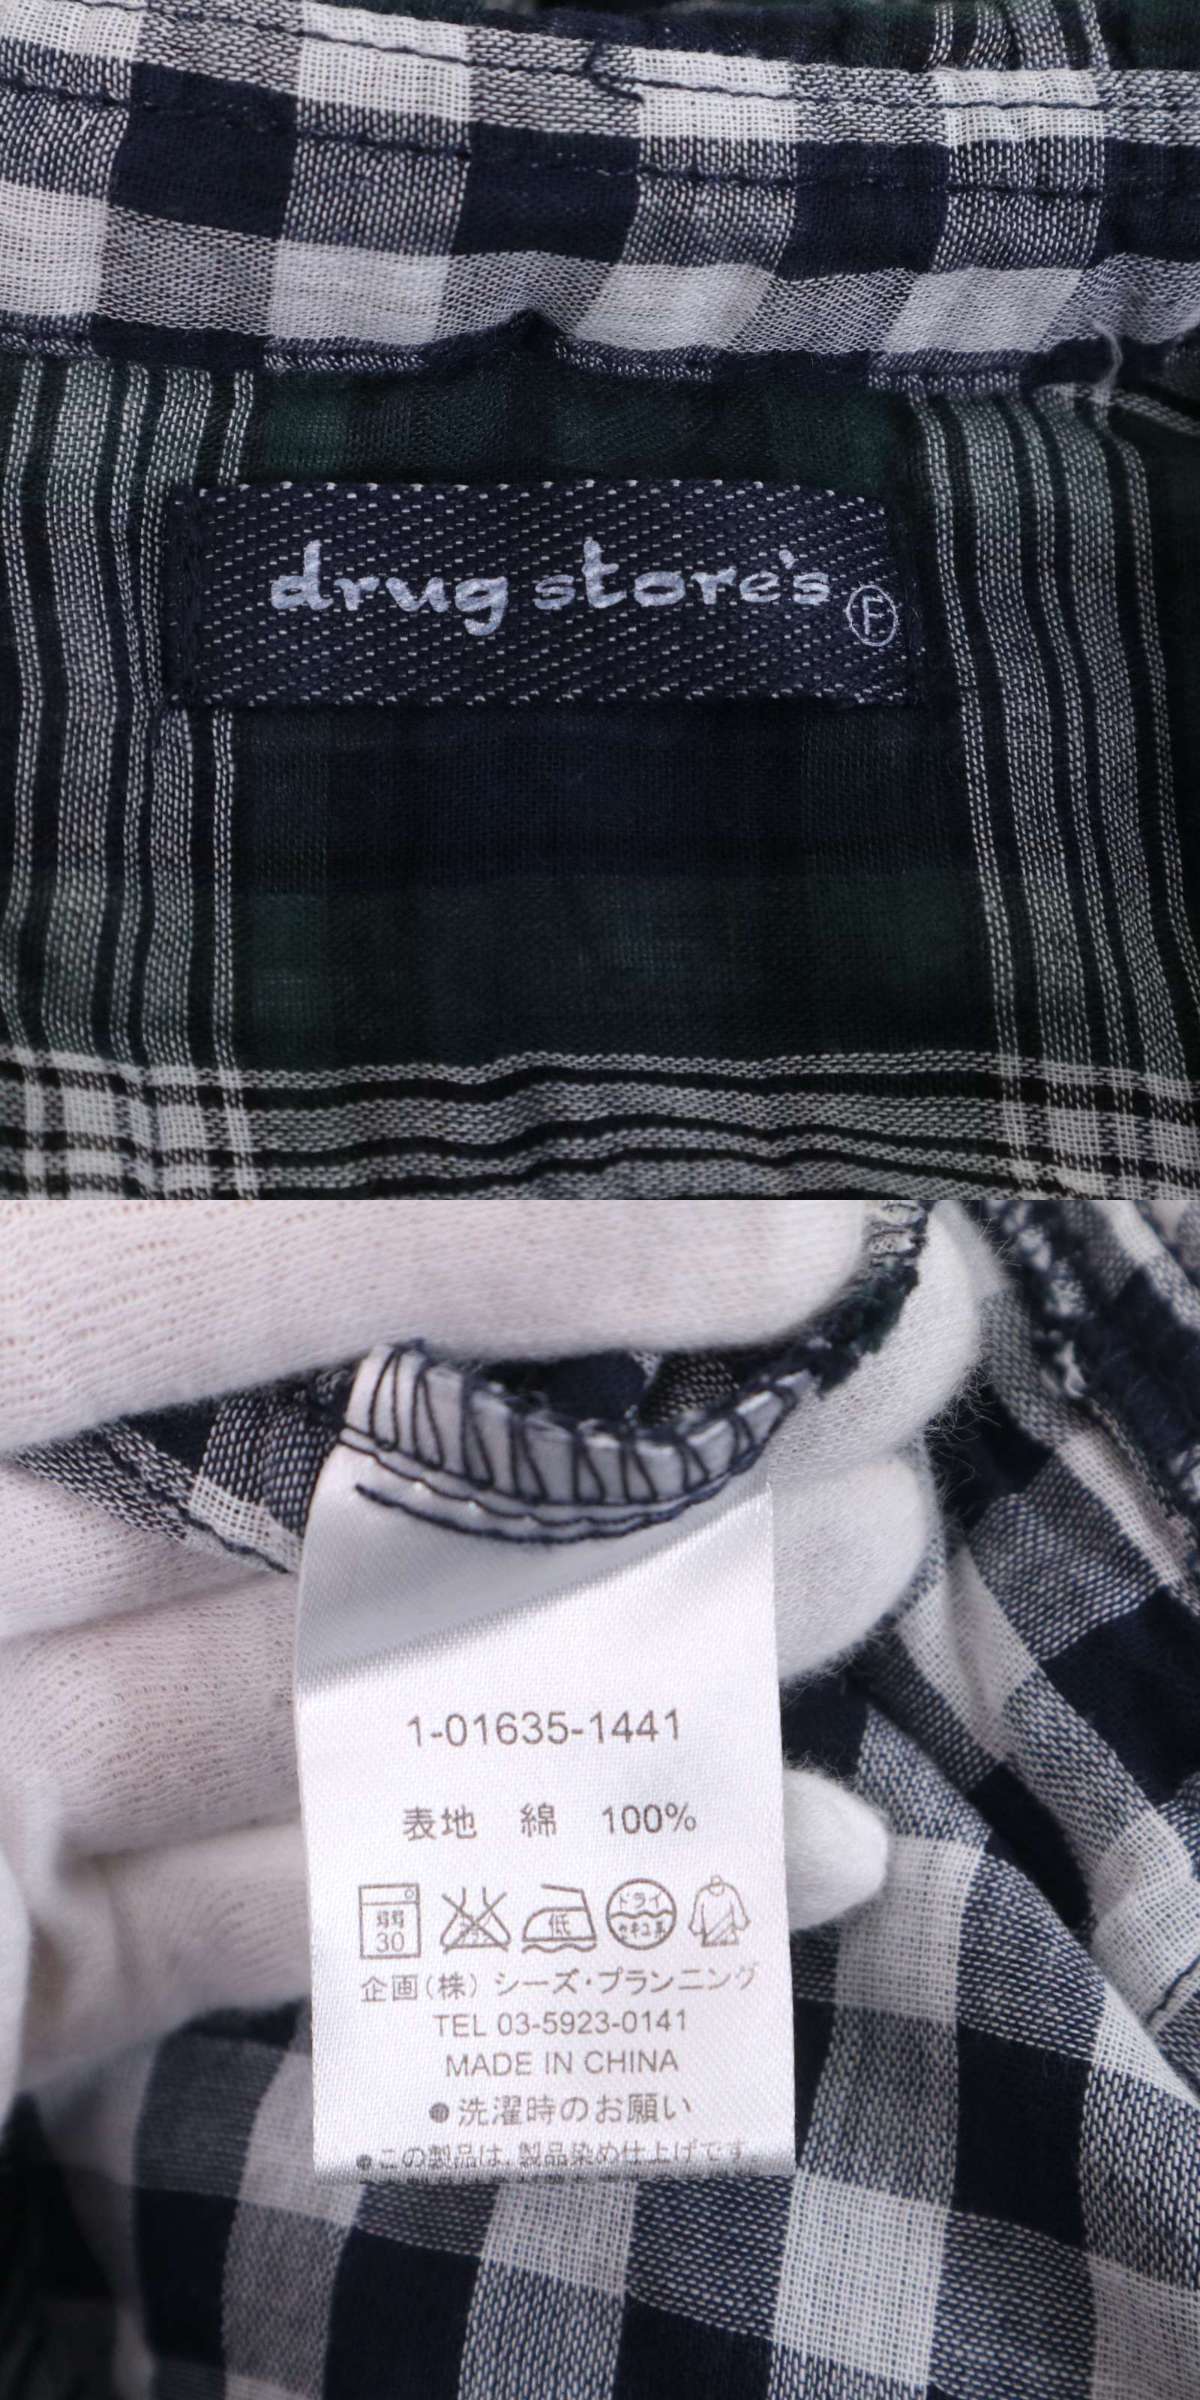 drug store's
F
1-01635-1441
表地 綿 100%
30 低 ドライ
企画(株)シーズ・プランニング
TEL 03-5923-0141
MADE IN CHINA
●洗濯時のお願い
●この製品は、製品染め仕上げです。